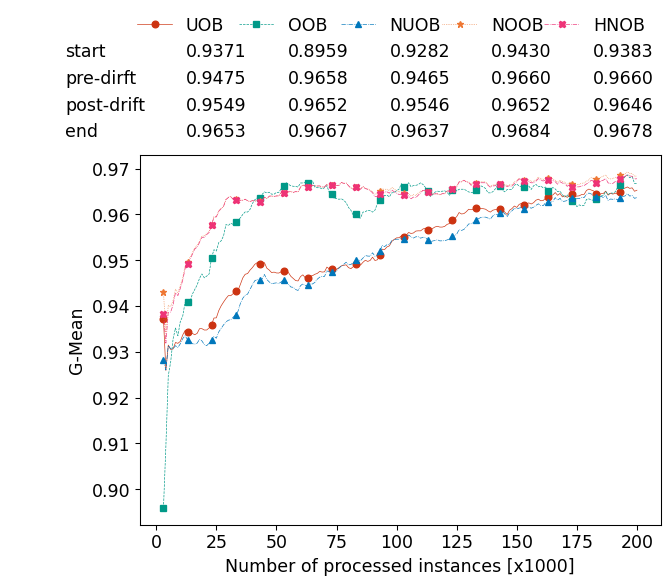 UOB OOB NUOB NOOB HNOB
start 0.9371 0.8959 0.9282 0.9430 0.9383
pre-dirft 0.9475 0.9658 0.9465 0.9660 0.9660
post-drift 0.9549 0.9652 0.9546 0.9652 0.9646
end 0.9653 0.9667 0.9637 0.9684 0.9678
0.97
0.96
0.95
0.94
0.93
0.92
0.91
0.90
G-Mean
0 25 50 75 100 125 150 175 200
Number of processed instances [x1000]